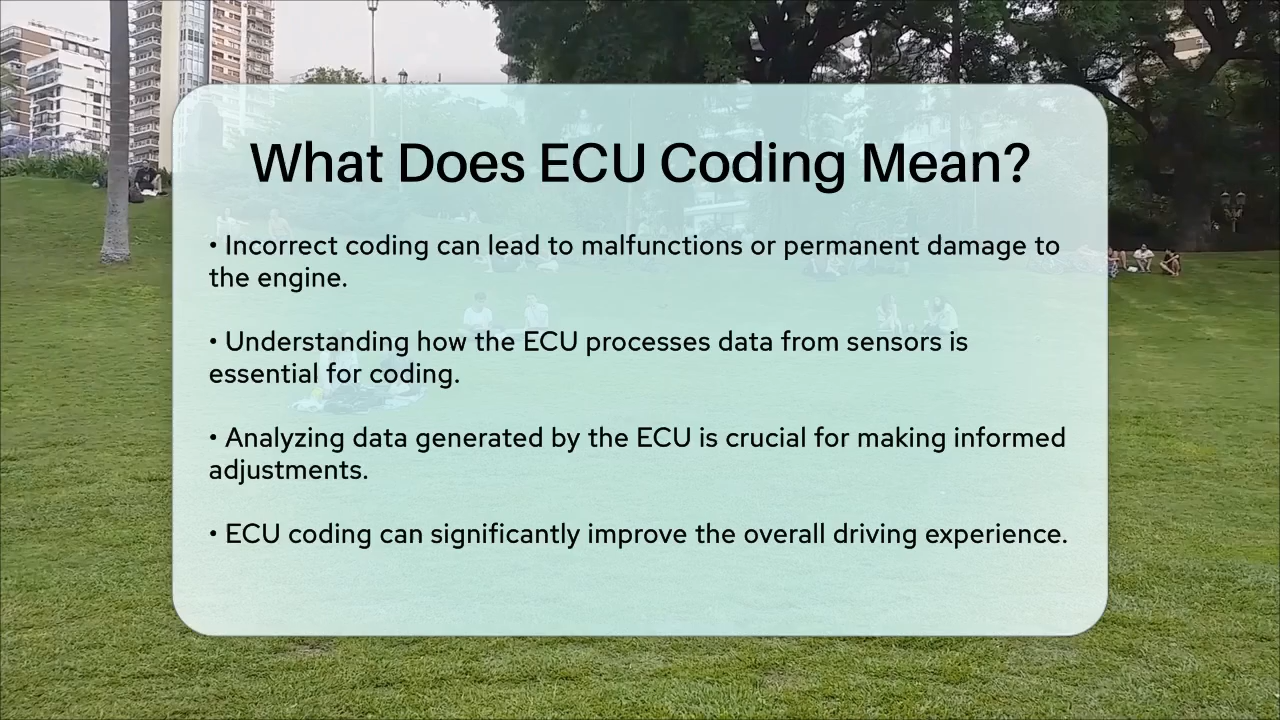 What Does ECU Coding Mean?
• Incorrect coding can lead to malfunctions or permanent damage to
the engine.
• Understanding how the ECU processes data from sensors is
essential for coding.
• Analyzing data generated by the ECU is crucial for making informed
adjustments.
• ECU coding can significantly improve the overall driving experience.